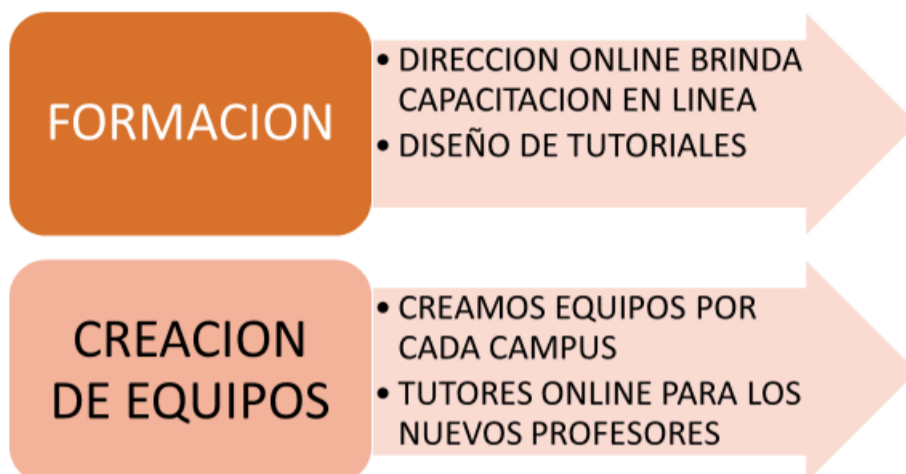 FORMACION
• DIRECCION ONLINE BRINDA
CAPACITACION EN LINEA
• DISEÑO DE TUTORIALES
CREACION
DE EQUIPOS
• CREAMOS EQUIPOS POR
CADA CAMPUS
• TUTORES ONLINE PARA LOS
NUEVOS PROFESORES